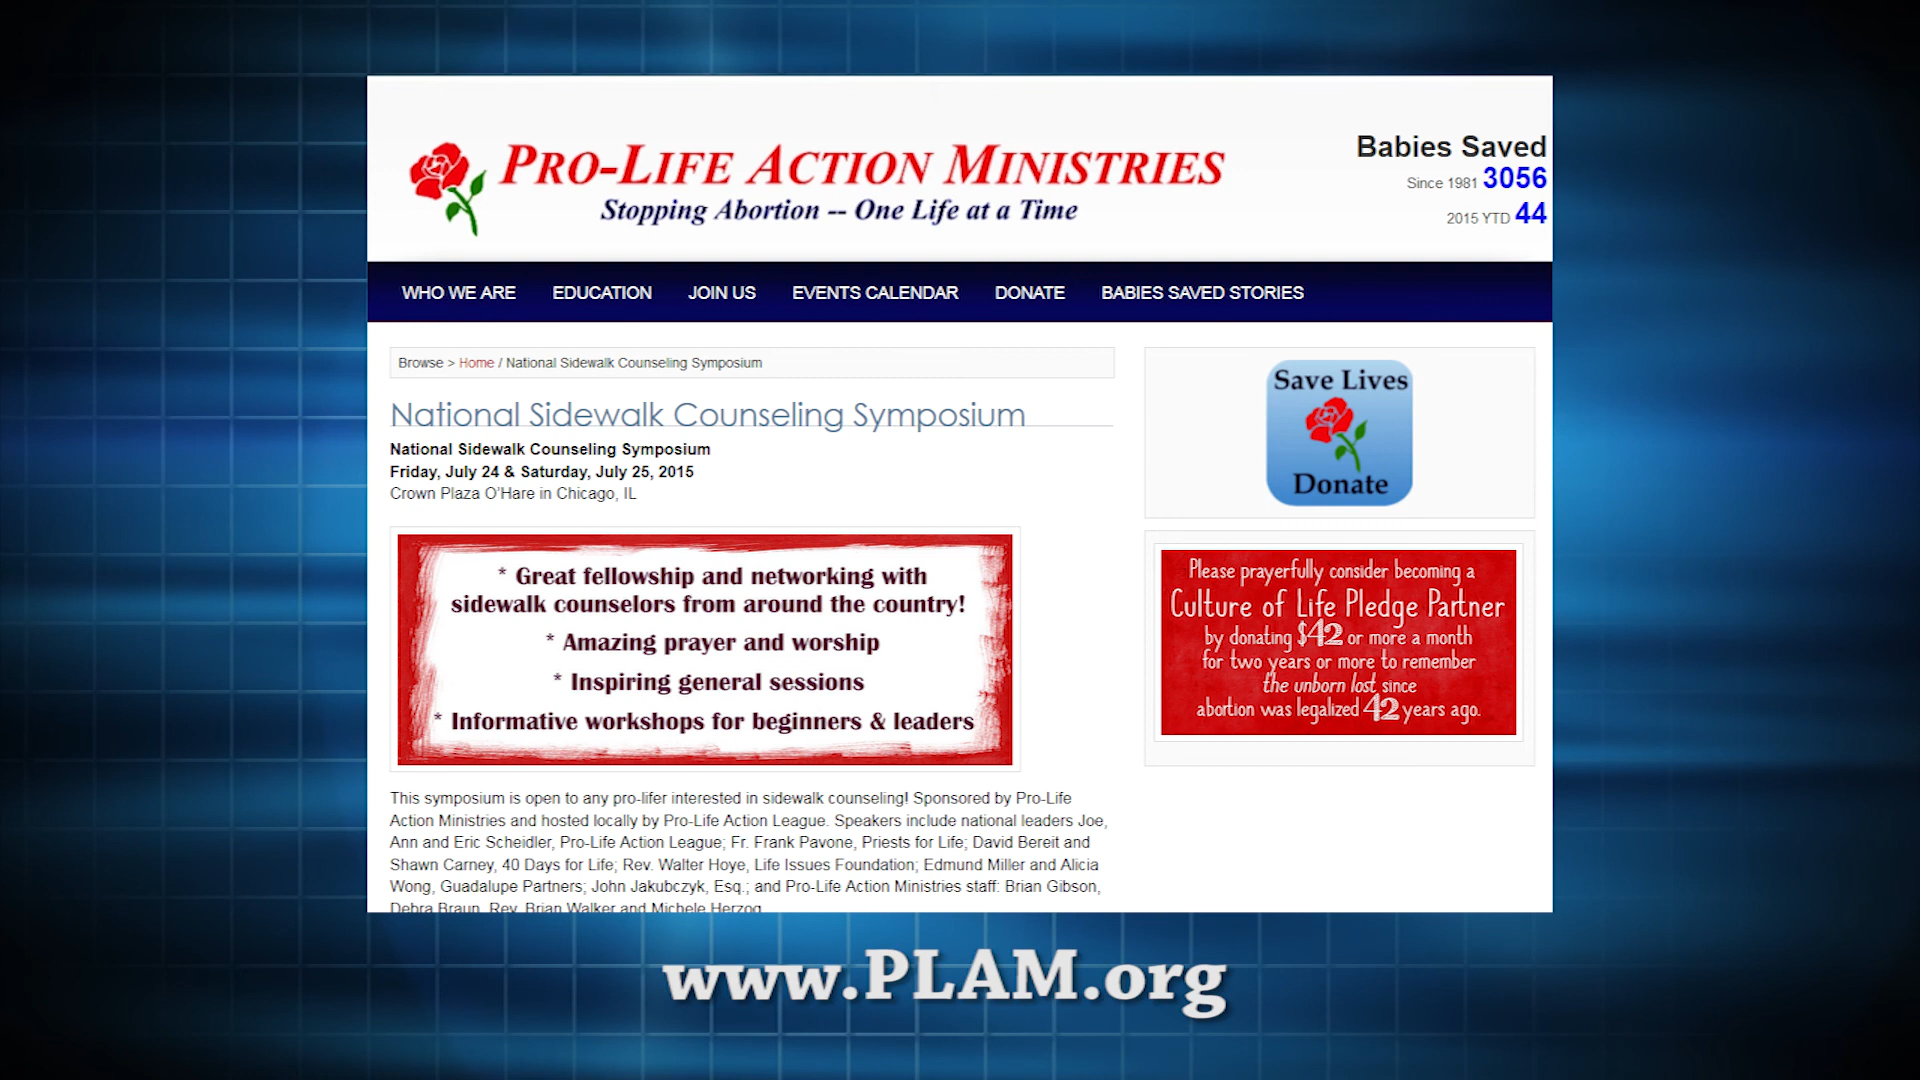 PRO-LIFE ACTION MINISTRIES
Stopping Abortion -- One Life at a Time
Babies Saved
Since 1981 3056
2015 YTD 44
WHO WE ARE EDUCATION JOIN US EVENTS CALENDAR DONATE BABIES SAVED STORIES
Browse > Home / National Sidewalk Counseling Symposium
National Sidewalk Counseling Symposium
National Sidewalk Counseling Symposium
Friday, July 24 & Saturday, July 25, 2015
Crown Plaza O'Hare in Chicago, IL
* Great fellowship and networking with
sidewalk counselors from around the country!
* Amazing prayer and worship
* Inspiring general sessions
* Informative workshops for beginners & leaders
This symposium is open to any pro-lifer interested in sidewalk counseling! Sponsored by Pro-Life
Action Ministries and hosted locally by Pro-Life Action League. Speakers include national leaders Joe,
Ann and Eric Scheidler, Pro-Life Action League; Fr. Frank Pavone, Priests for Life; David Bereit and
Shawn Carney, 40 Days for Life; Rev. Walter Hoye, Life Issues Foundation; Edmund Miller and Alicia
Wong, Guadalupe Partners; John Jakubczyk, Esq.; and Pro-Life Action Ministries staff: Brian Gibson,
Debra Braun, Rev. Brian Walker and Michele Herzog
Save Lives
Donate
Please prayerfully consider becoming a
Culture of Life Pledge Partner
by donating $42 or more a month
for two years or more to remember
the unborn lost since
abortion was legalized 42 years ago.
www.PLAM.org